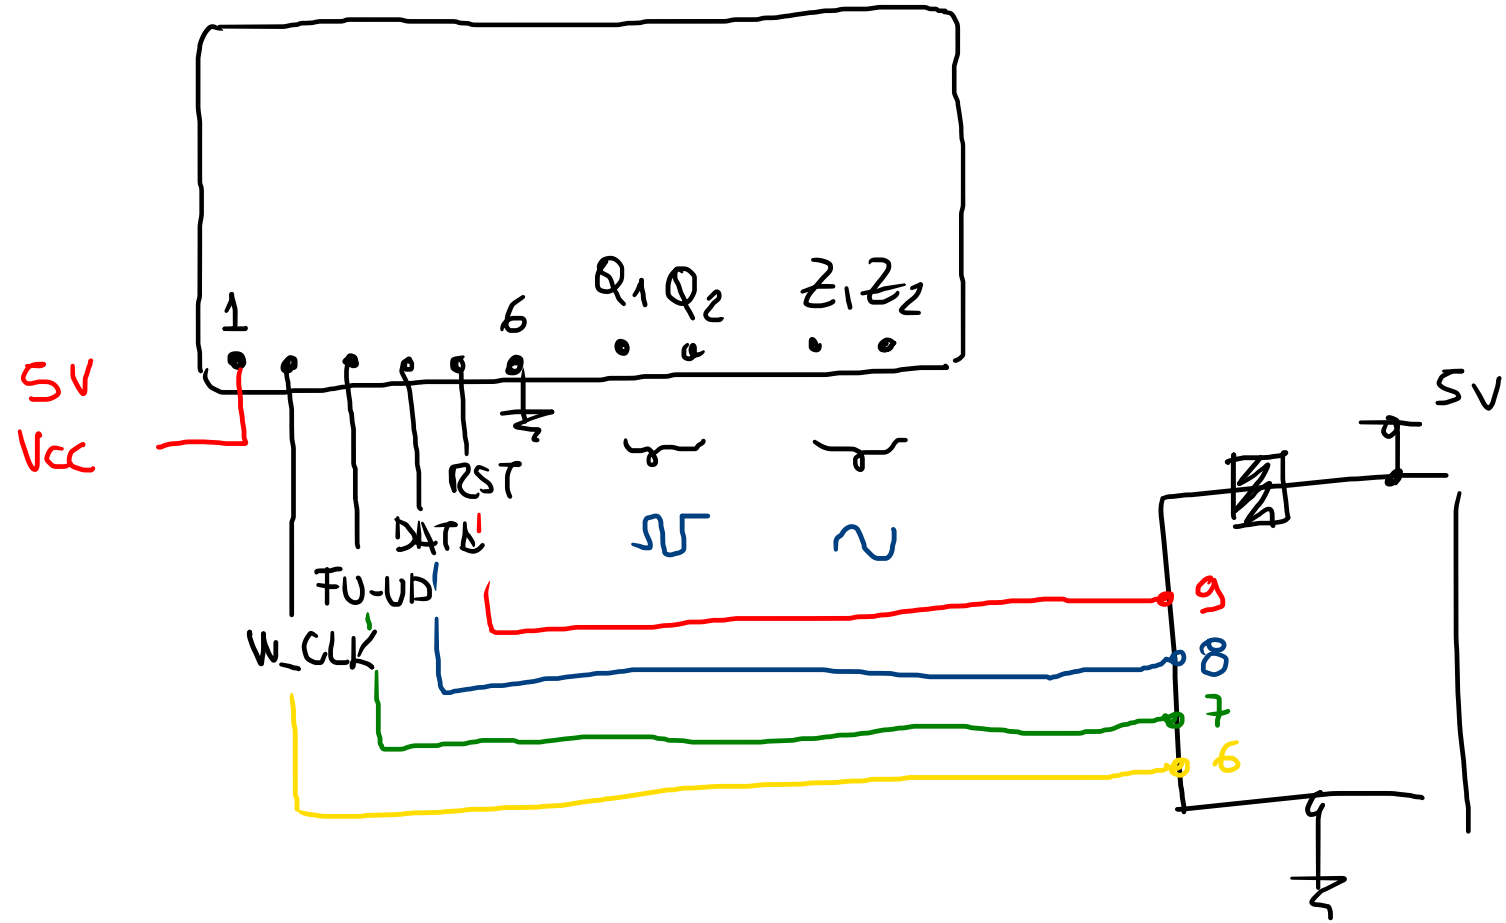 Q1 Q2 Z1 Z2
1 6
5V
VCC
5V
RST
DATA
FU-UD
W_CLK
9
8
7
6